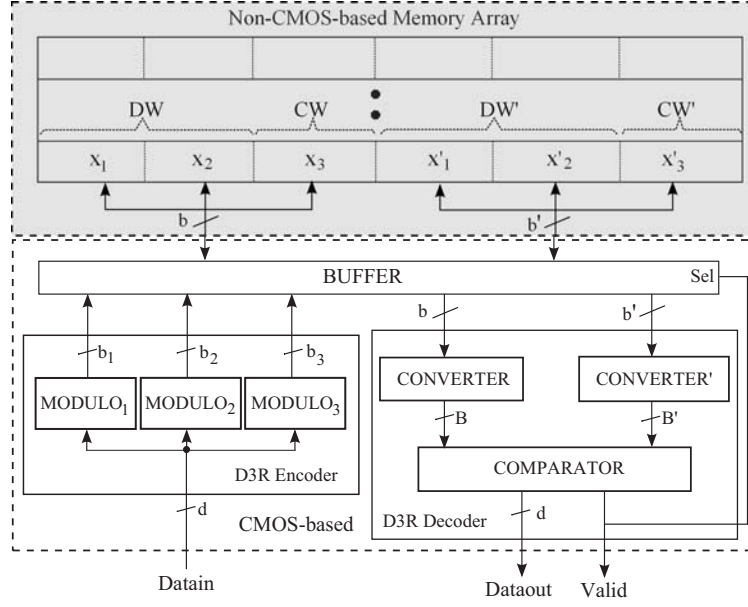 Non-CMOS-based Memory Array
DW CW DW' CW'
x1 x2 x3 x'1 x'2 x'3
b b'
BUFFER Sel
b b'
b1 b2 b3
CONVERTER CONVERTER'
MODULO1 MODULO2 MODULO3
B B'
COMPARATOR
D3R Encoder
d d
CMOS-based D3R Decoder
Datain Dataout Valid